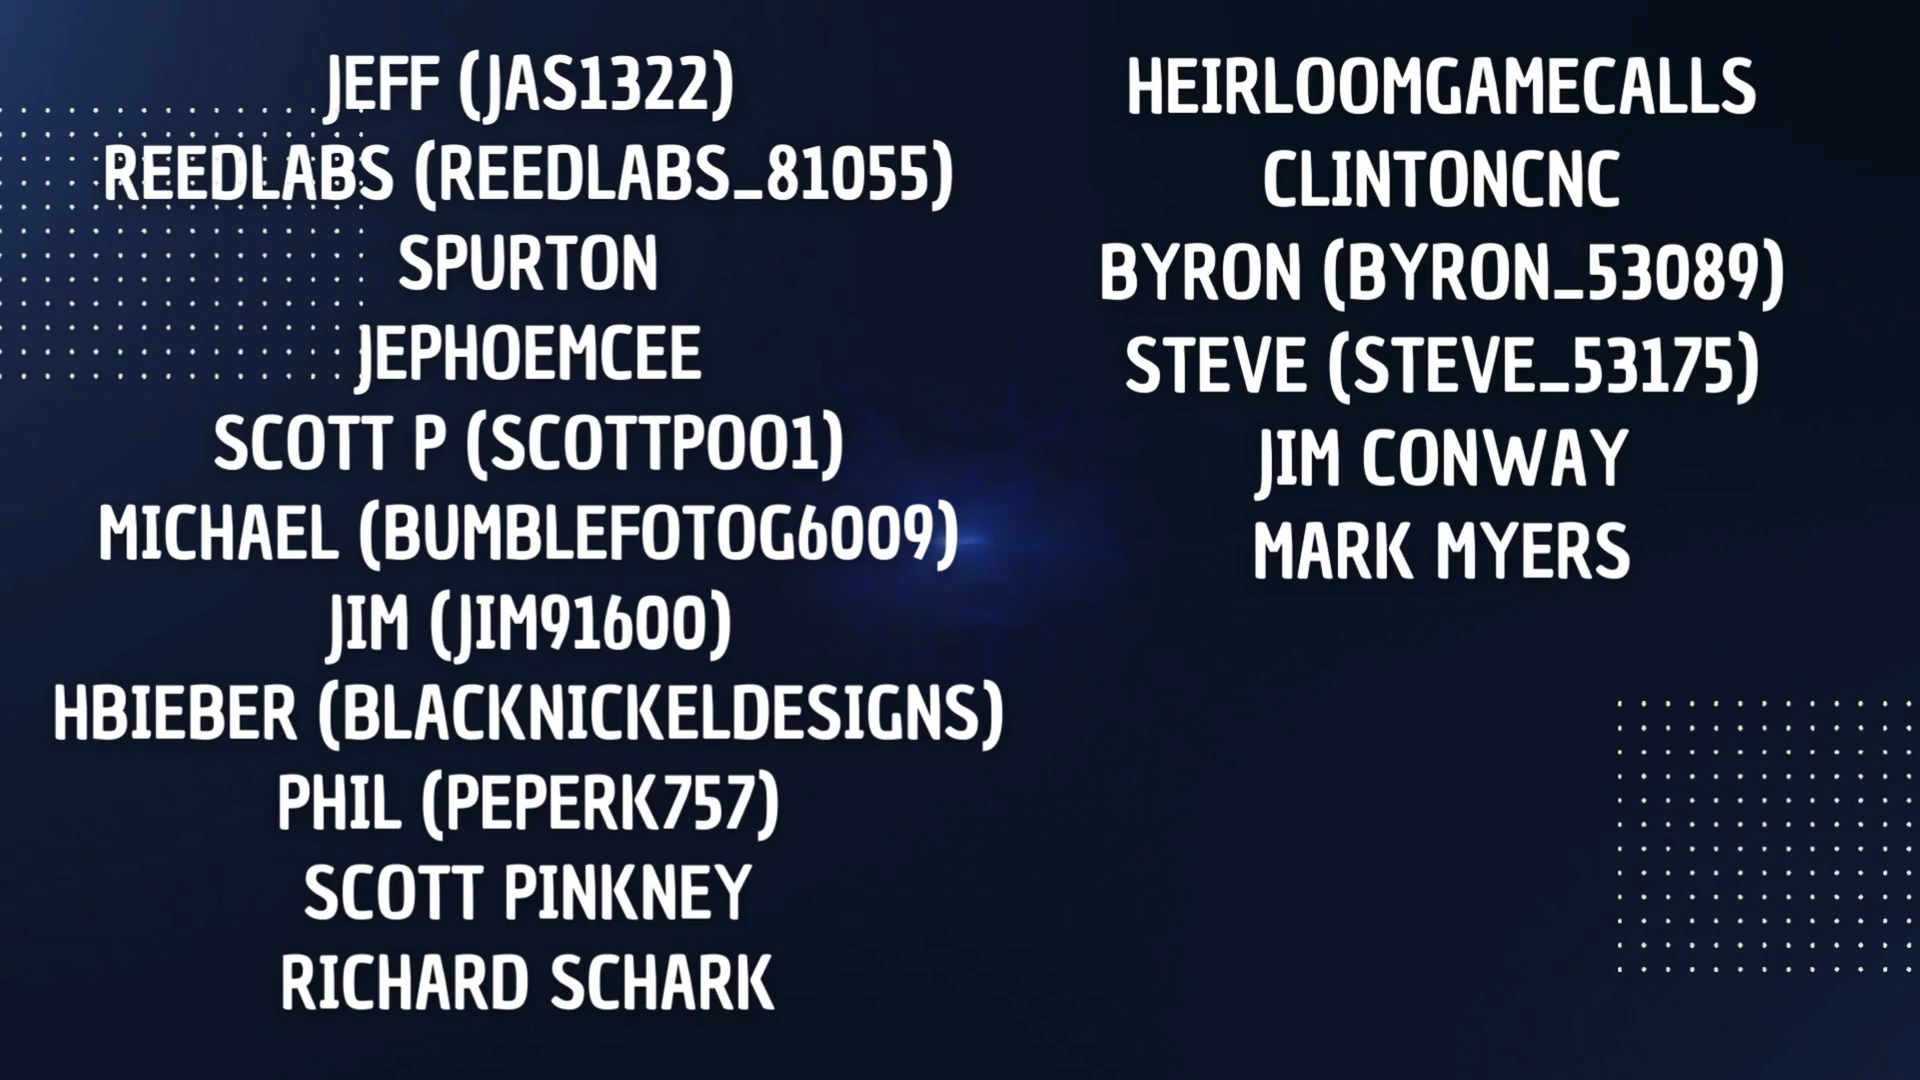 JEFF (JAS1322)
REEDLABS (REEDLABS_81055)
SPURTON
JEPHOEMCEE
SCOTT P (SCOTTP001)
MICHAEL (BUMBLEFOTOG6009)
JIM (JIM91600)
HBIEBER (BLACKNICKELDESIGNS)
PHIL (PEPERK757)
SCOTT PINKNEY
RICHARD SCHARK
HEIRLOOMGAMECALLS
CLINTONCNC
BYRON (BYRON_53089)
STEVE (STEVE_53175)
JIM CONWAY
MARK MYERS